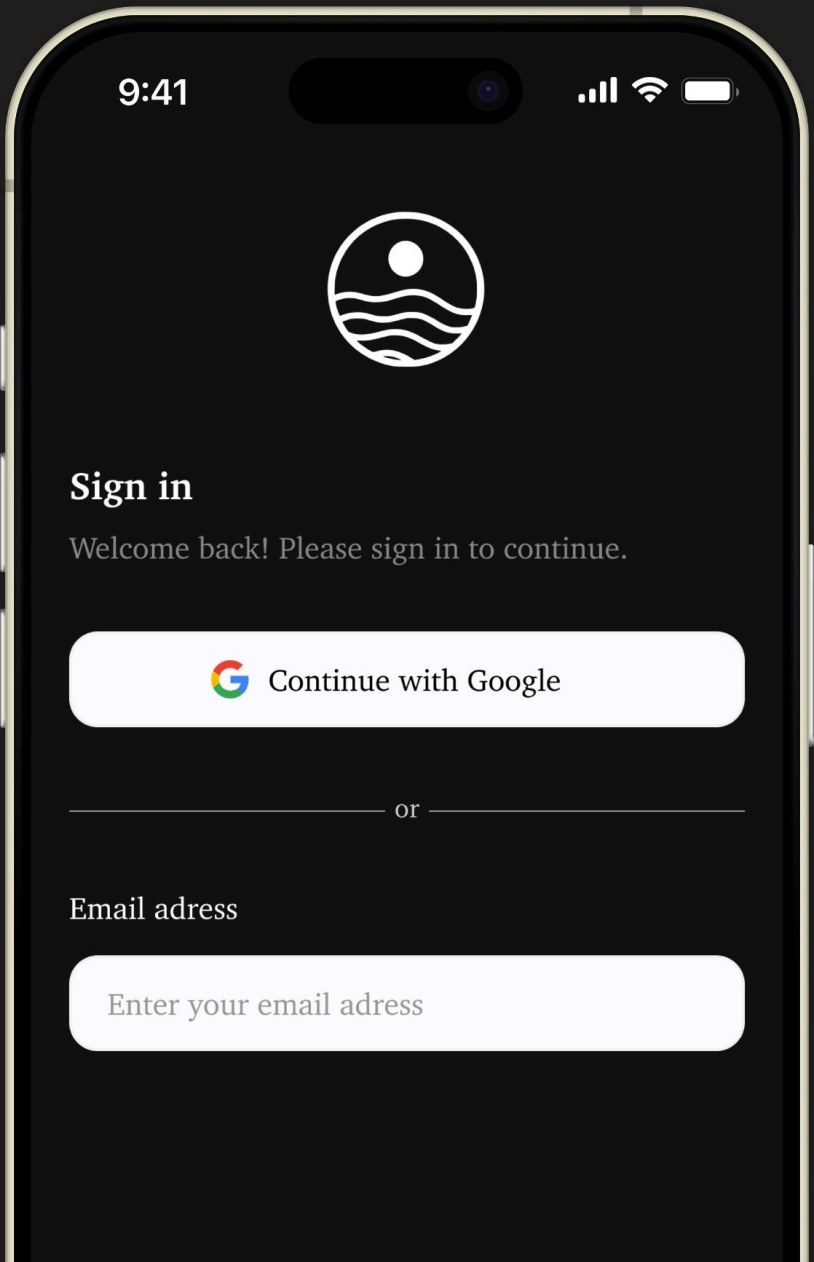 9:41
Sign in
Welcome back! Please sign in to continue.
Continue with Google
or
Email adress
Enter your email adress